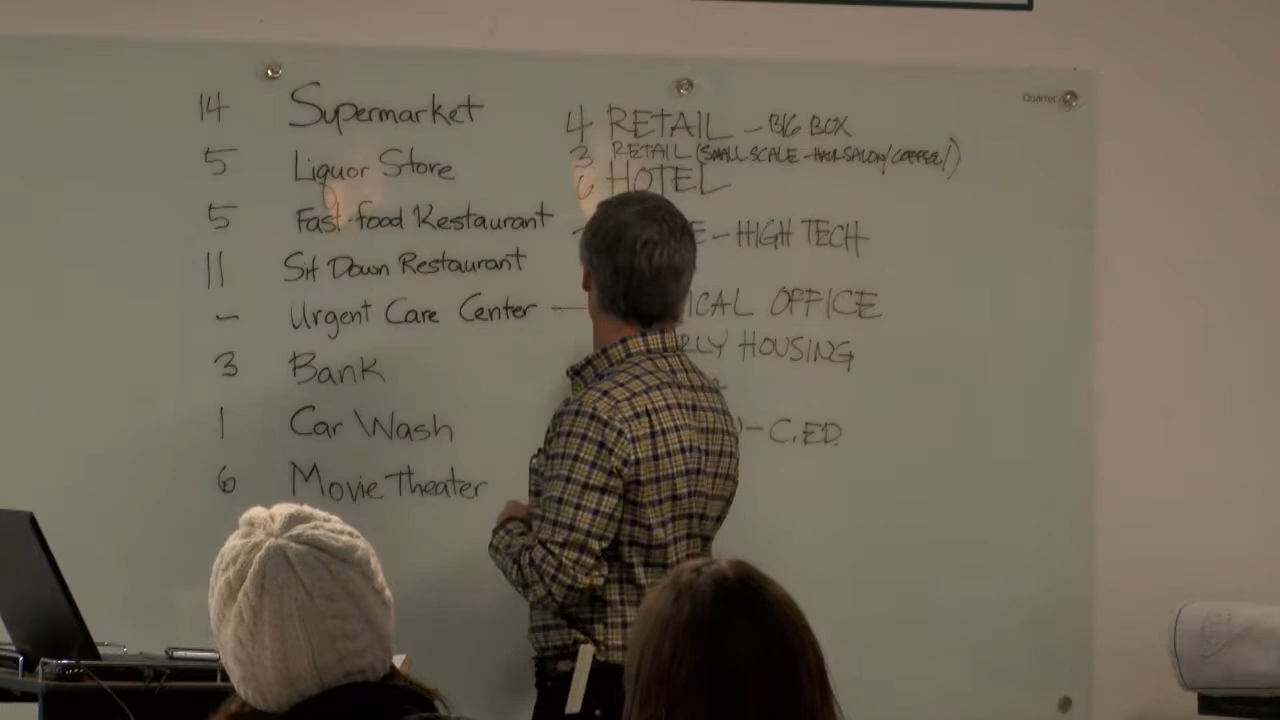 14 Supermarket
5 Liquor Store
5 Fast-food Restaurant
11 Sit Down Restaurant
– Urgent Care Center —
3 Bank
1 Car Wash
6 Movie Theater
4 RETAIL – BIG BOX
3 RETAIL (SMALL SCALE - HAIR SALON/COFFEE/)
6 HOTEL
E – HIGH TECH
ICAL OFFICE
RLY HOUSING
) – C.ED.
Quartet